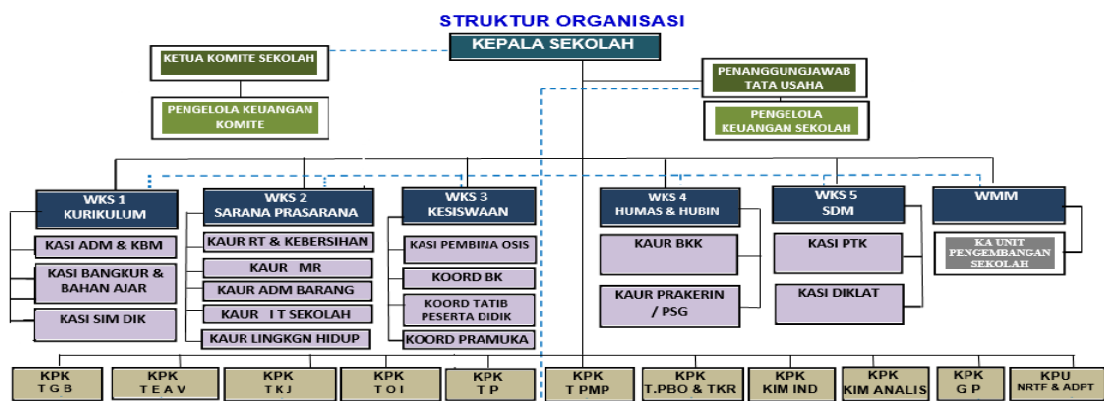 STRUKTUR ORGANISASI
KEPALA SEKOLAH
KETUA KOMITE SEKOLAH
PENGELOLA KEUANGAN
KOMITE
PENANGGUNGJAWAB
TATA USAHA
PENGELOLA
KEUANGAN SEKOLAH
WKS 1
KURIKULUM
KASI ADM & KBM
KASI BANGKUR &
BAHAN AJAR
KASI SIM DIK
WKS 2
SARANA PRASARANA
KAUR RT & KEBERSIHAN
KAUR MR
KAUR ADM BARANG
KAUR I T SEKOLAH
KAUR LINGKGN HIDUP
WKS 3
KESISWAAN
KASI PEMBINA OSIS
KOORD BK
KOORD TATIB
PESERTA DIDIK
KOORD PRAMUKA
WKS 4
HUMAS & HUBIN
KAUR BKK
KAUR PRAKERIN
/ PSG
WKS 5
SDM
KASI PTK
KASI DIKLAT
WMM
KA UNIT
PENGEMBANGAN
SEKOLAH
KPK
T G B
KPK
T E A V
KPK
TKJ
KPK
T O I
KPK
T P
KPK
T PMP
KPK
T.PBO & TKR
KPK
KIM IND
KPK
KIM ANALIS
KPK
G P
KPU
NRTF & ADFT